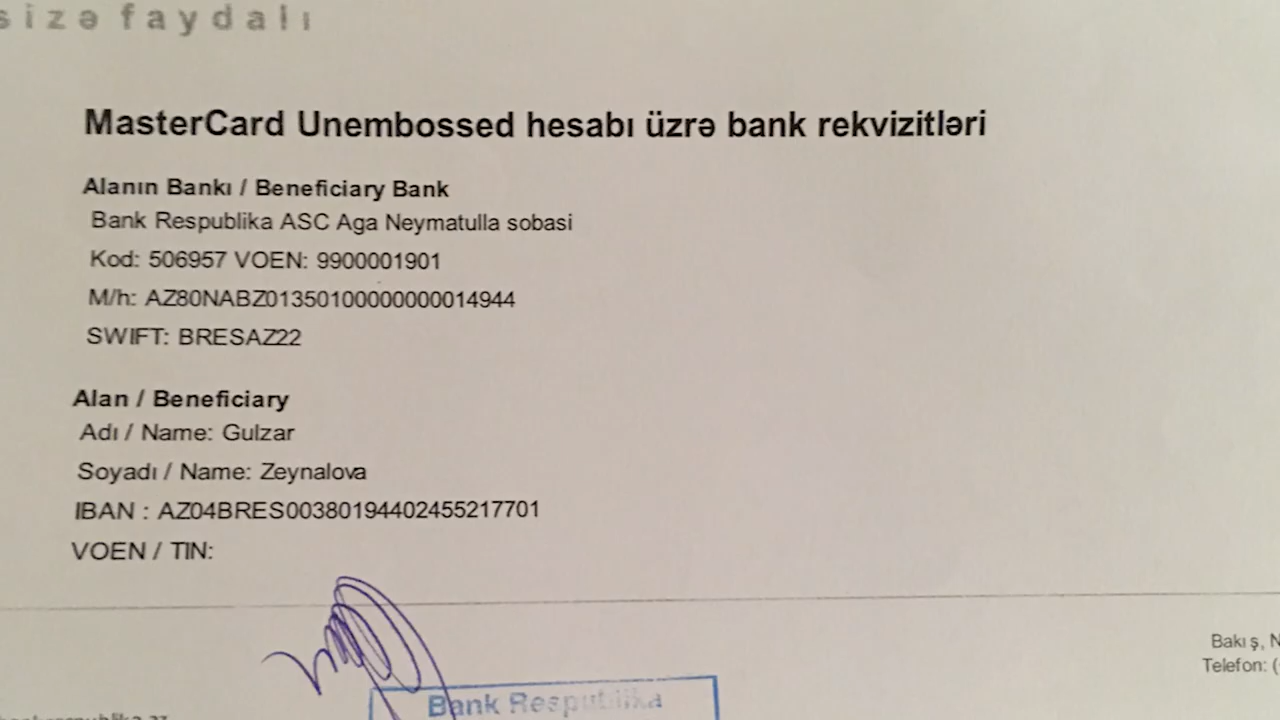 sizə faydalı
MasterCard Unembossed hesabı üzrə bank rekvizitləri
Alanın Bankı / Beneficiary Bank
Bank Respublika ASC Aga Neymatulla sobasi
Kod: 506957 VOEN: 9900001901
M/h: AZ80NABZ01350100000000014944
SWIFT: BRESAZ22
Alan / Beneficiary
Adı / Name: Gulzar
Soyadı / Name: Zeynalova
IBAN : AZ04BRES00380194402455217701
VOEN / TIN:
Bakı ş, N
Telefon: (
Bank Respublika